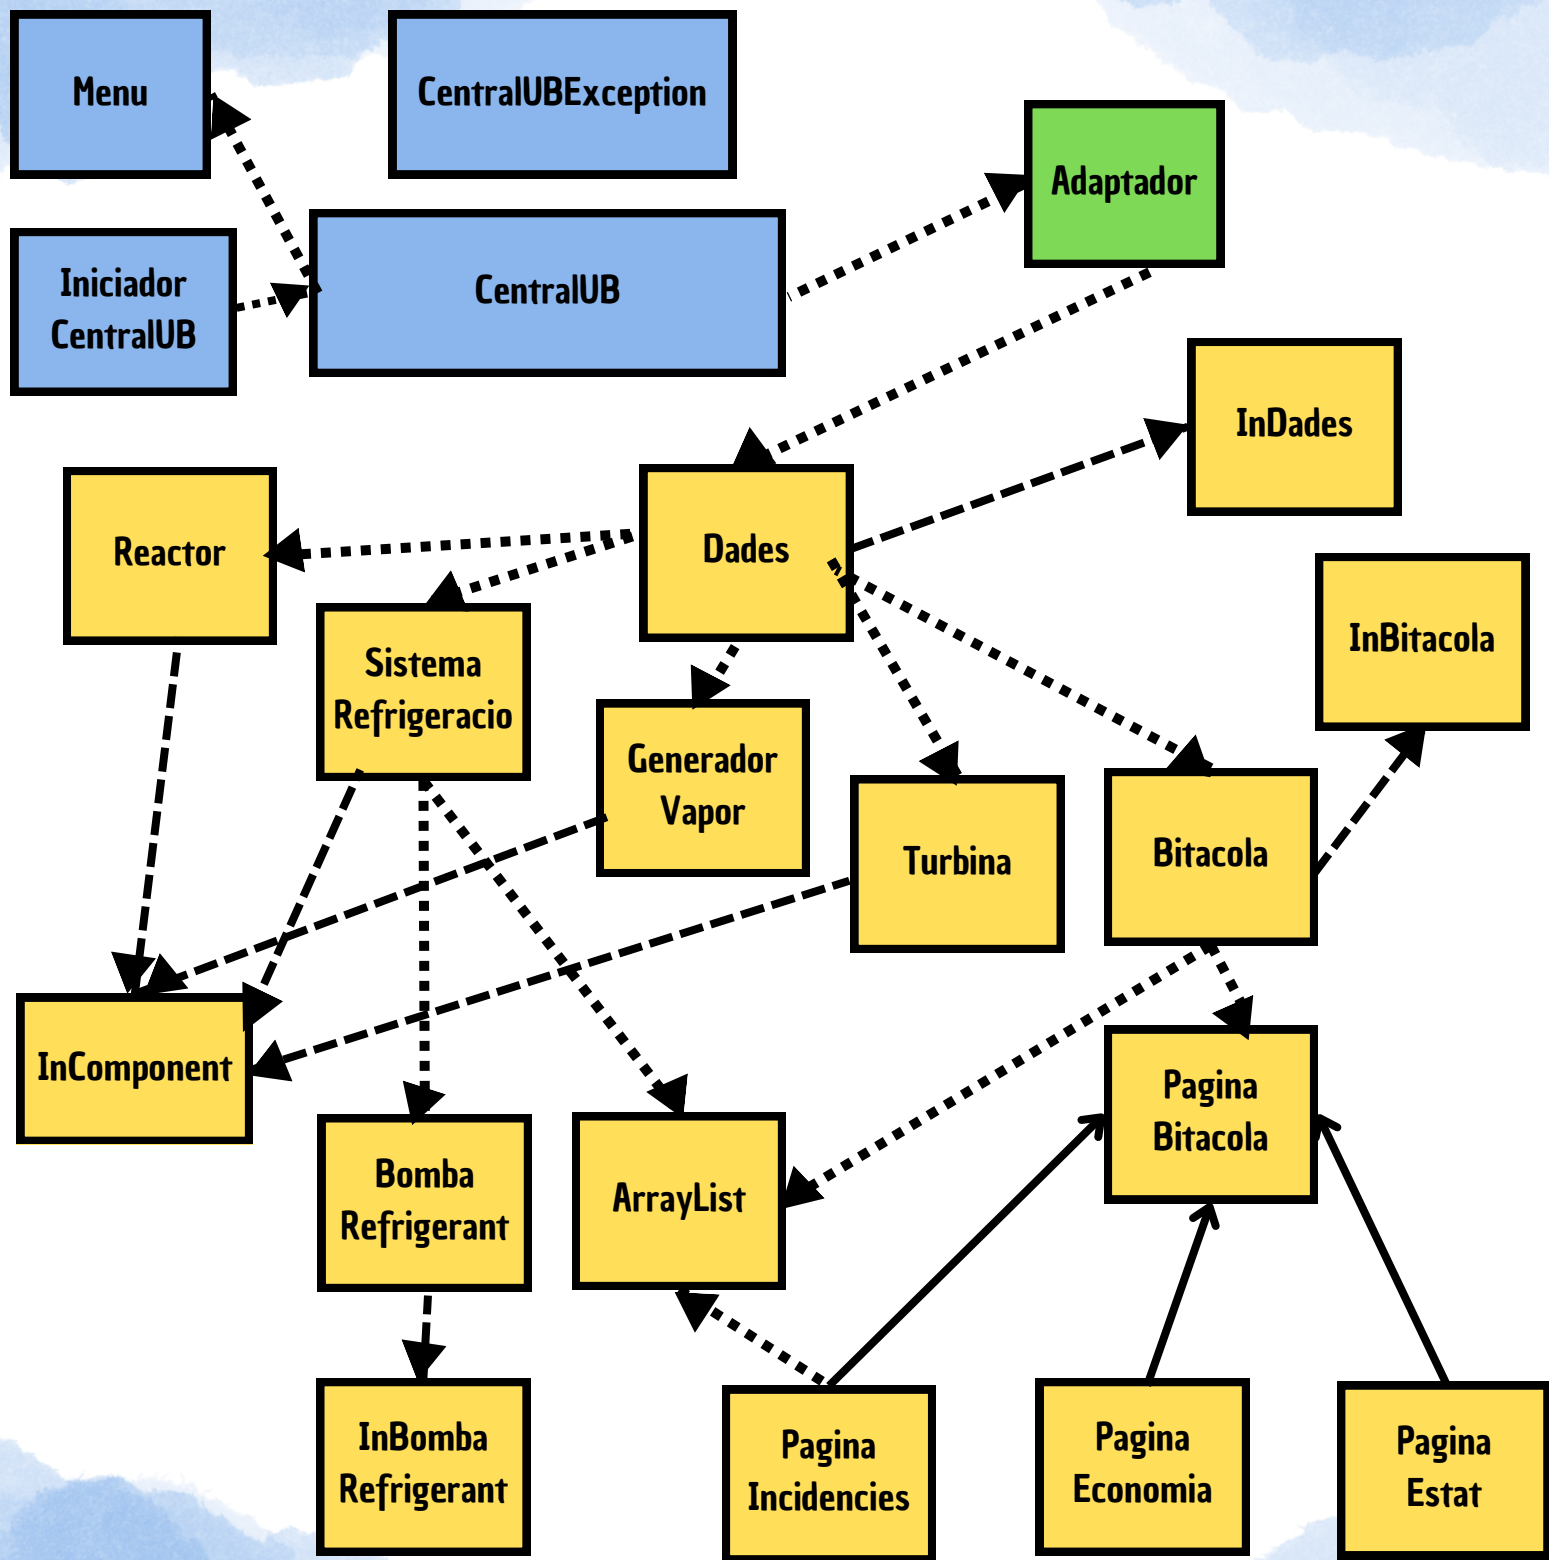 Menu
CentralUBException
Adaptador
Iniciador
CentralUB
CentralUB
InDades
Reactor
Dades
InBitacola
Sistema
Refrigeracio
Generador
Vapor
Turbina
Bitacola
InComponent
Pagina
Bitacola
Bomba
Refrigerant
ArrayList
InBomba
Refrigerant
Pagina
Incidencies
Pagina
Economia
Pagina
Estat